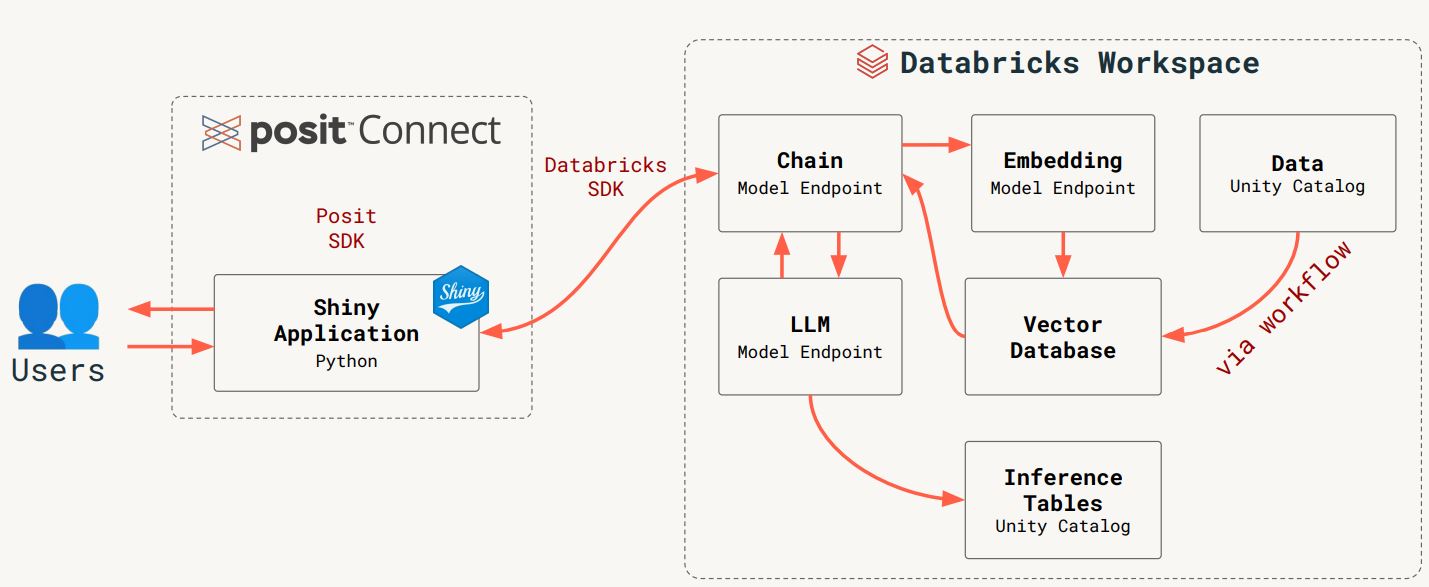 Databricks Workspace
posit™ Connect
Posit
SDK
Shiny
Application
Python
Shiny
Users
Databricks
SDK
Chain
Model Endpoint
Embedding
Model Endpoint
Data
Unity Catalog
LLM
Model Endpoint
Vector
Database
via workflow
Inference
Tables
Unity Catalog